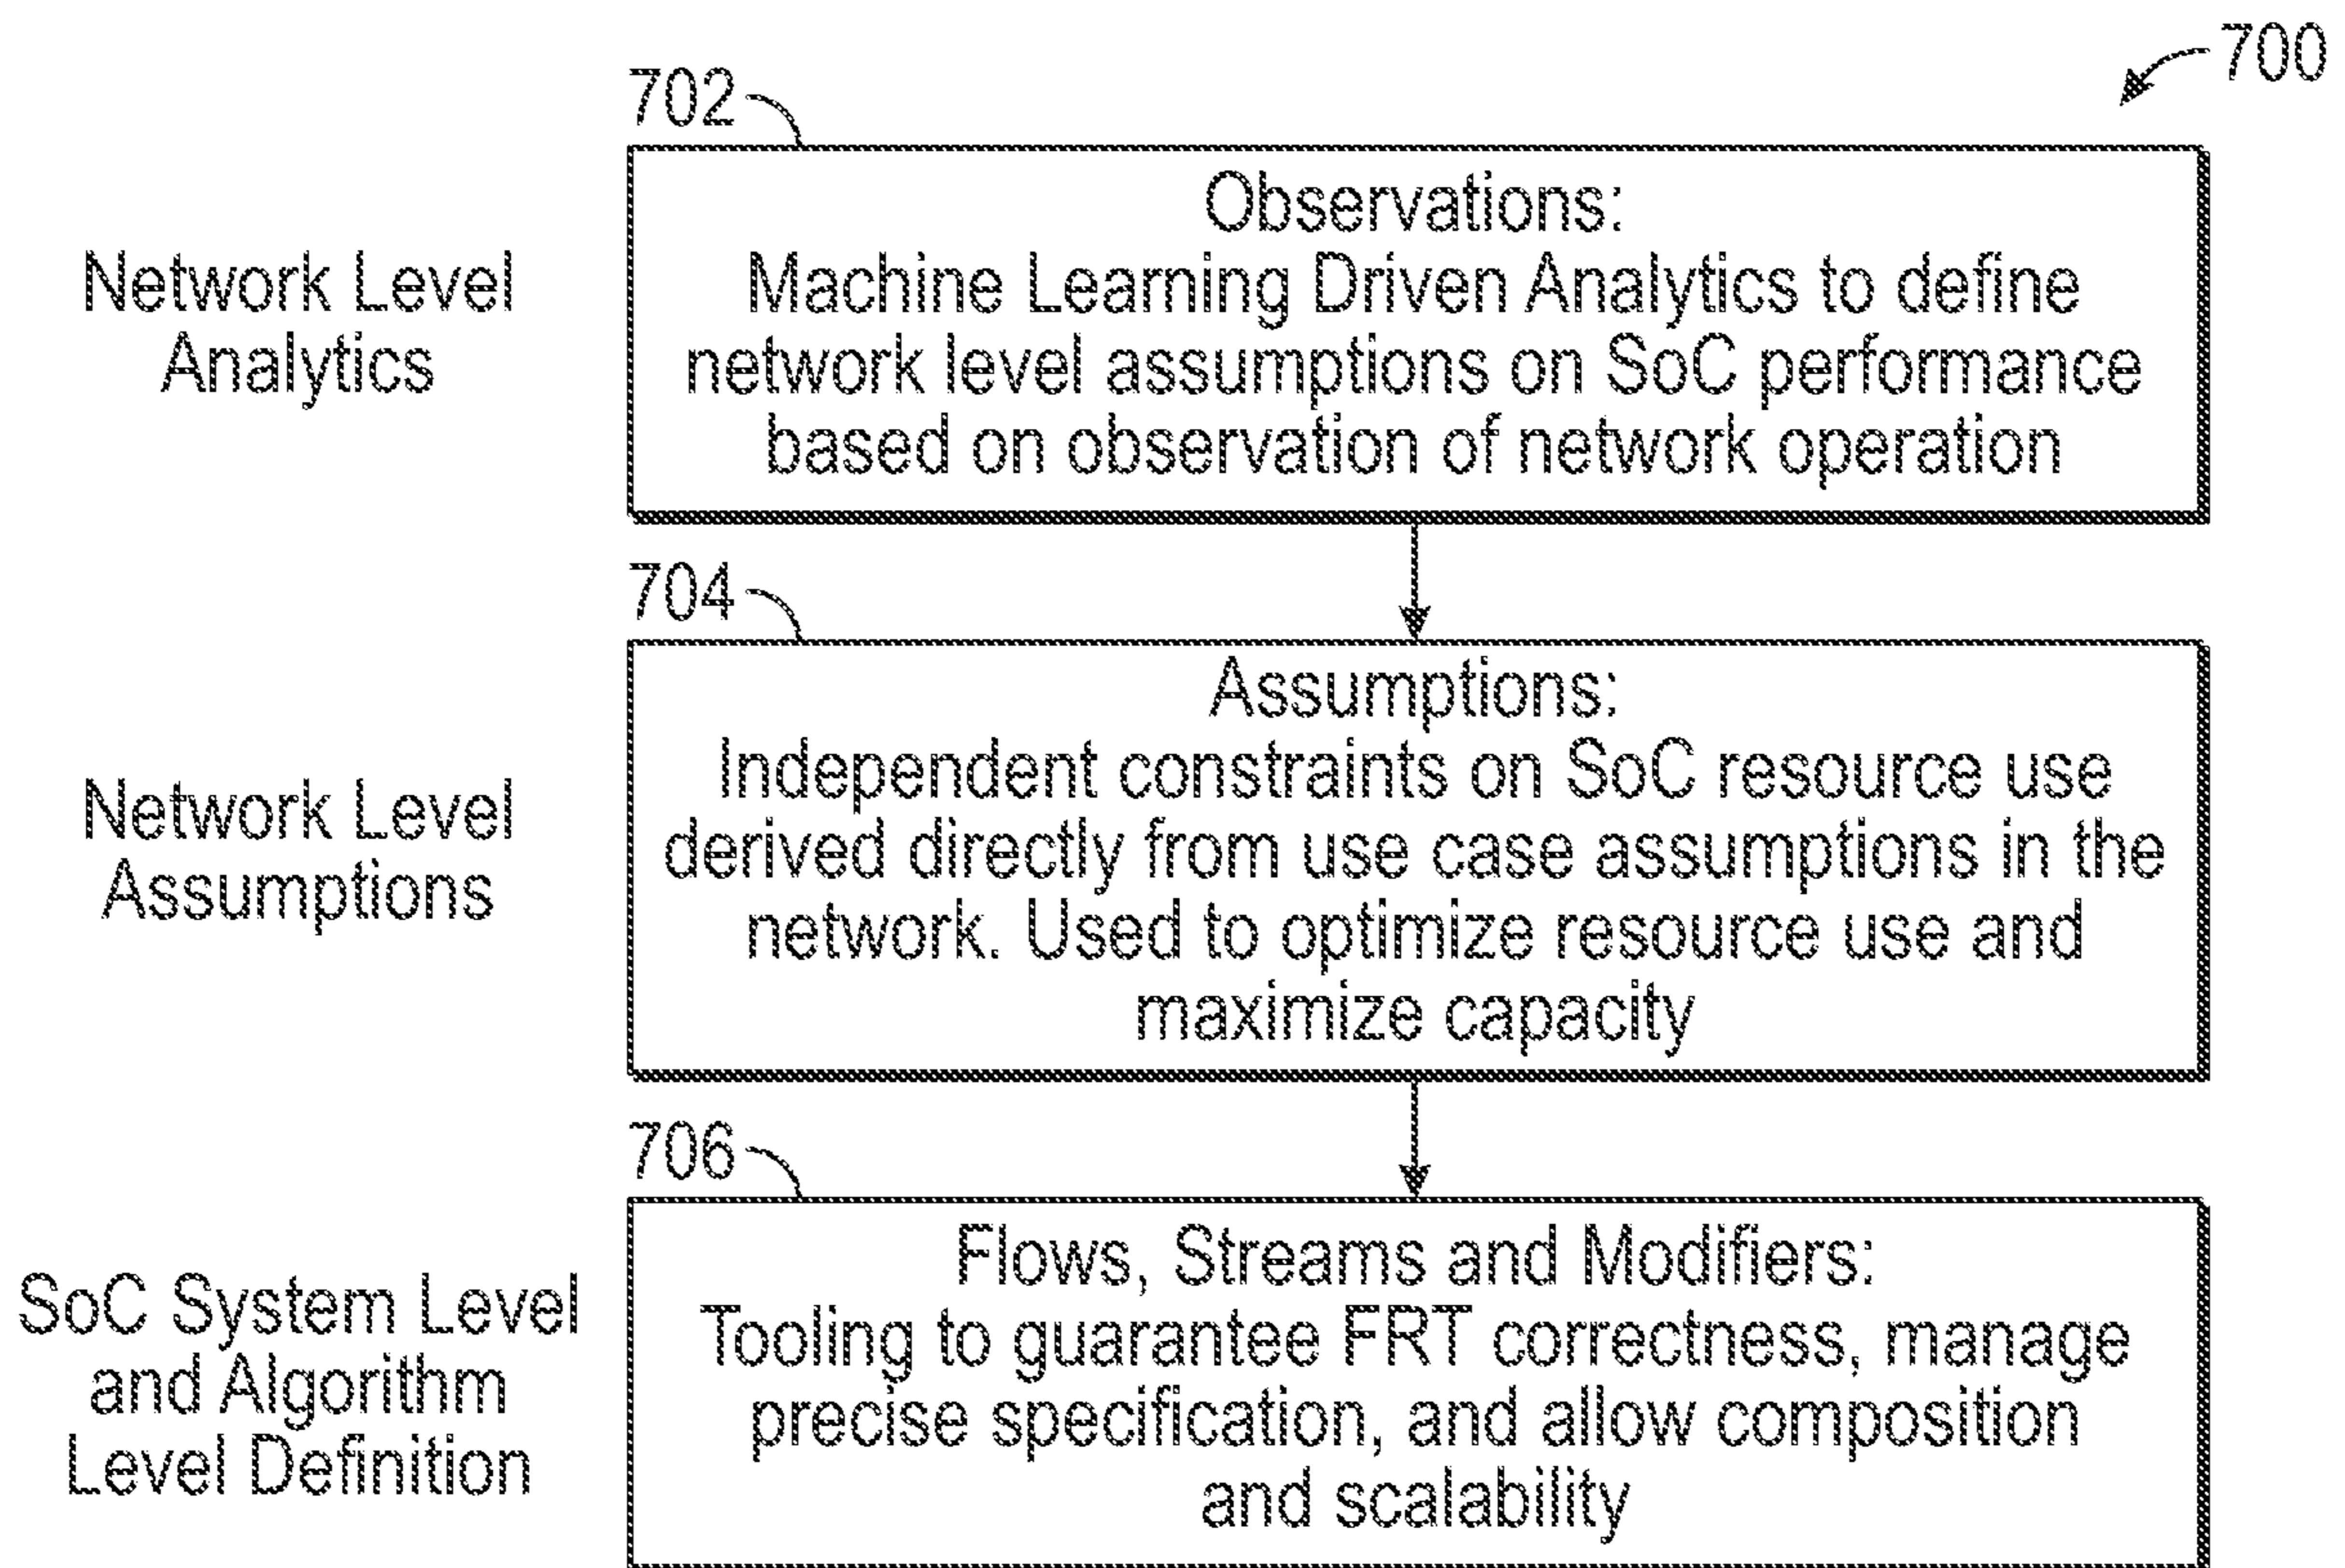 700
702
Network Level
Analytics
Observations:
Machine Learning Driven Analytics to define
network level assumptions on SoC performance
based on observation of network operation
704
Network Level
Assumptions
Assumptions:
Independent constraints on SoC resource use
derived directly from use case assumptions in the
network. Used to optimize resource use and
maximize capacity
706
SoC System Level
and Algorithm
Level Definition
Flows, Streams and Modifiers:
Tooling to guarantee FRT correctness, manage
precise specification, and allow composition
and scalability